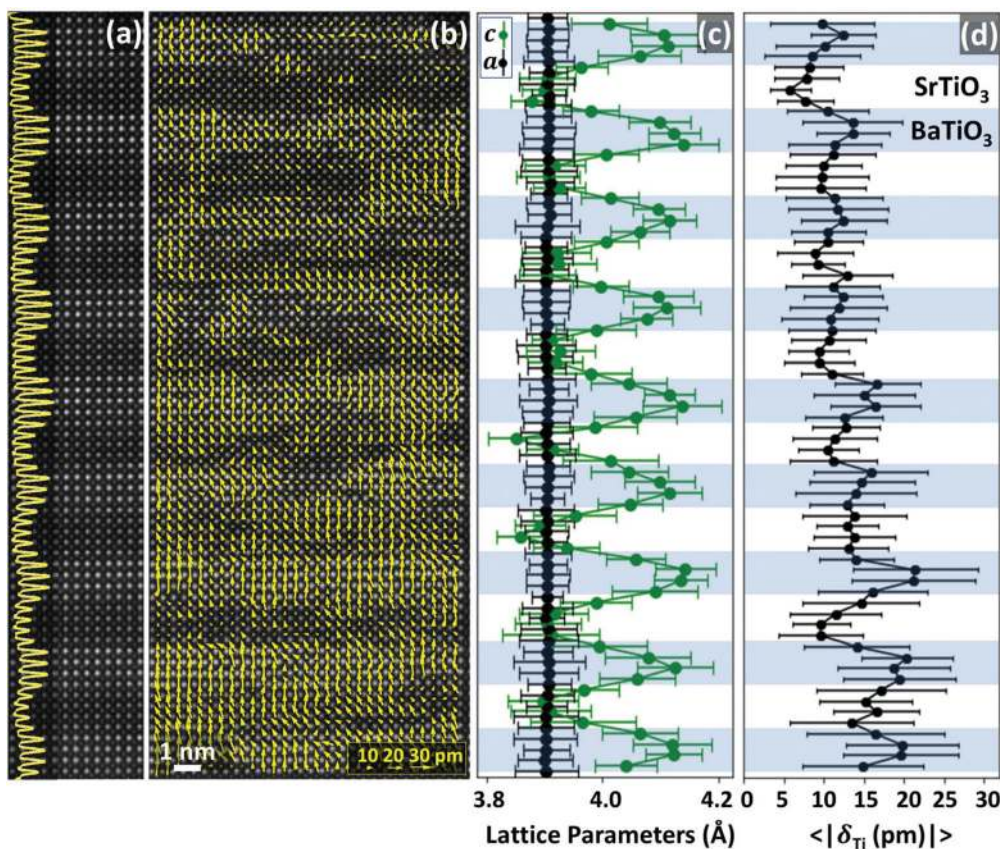 (a)
(b)
(c)
(d)
c
a
SrTiO₃
BaTiO₃
1 nm
10 20 30 pm
3.8 4.0 4.2
Lattice Parameters (Å)
0 5 10 15 20 25 30
<|δTi (pm)|>